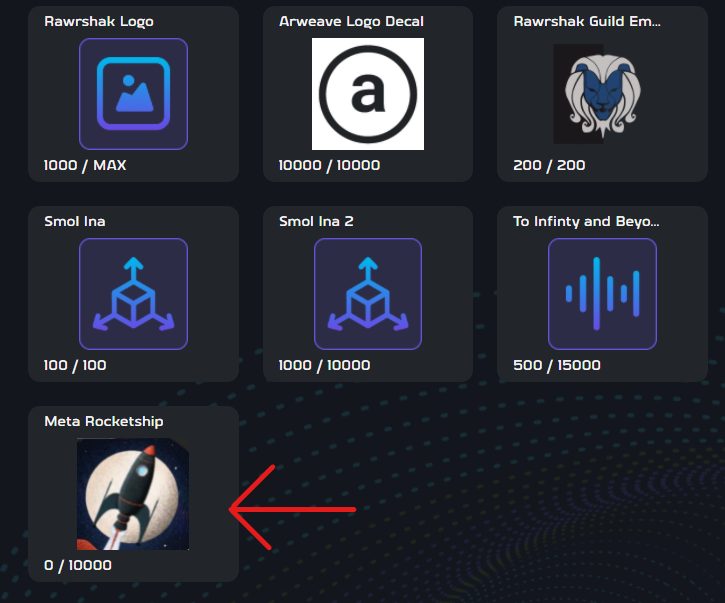 Rawrshak Logo
Arweave Logo Decal
Rawrshak Guild Em...
a
1000 / MAX
10000 / 10000
200 / 200
Smol Ina
Smol Ina 2
To Infinty and Beyo...
100 / 100
1000 / 10000
500 / 15000
Meta Rocketship
0 / 10000